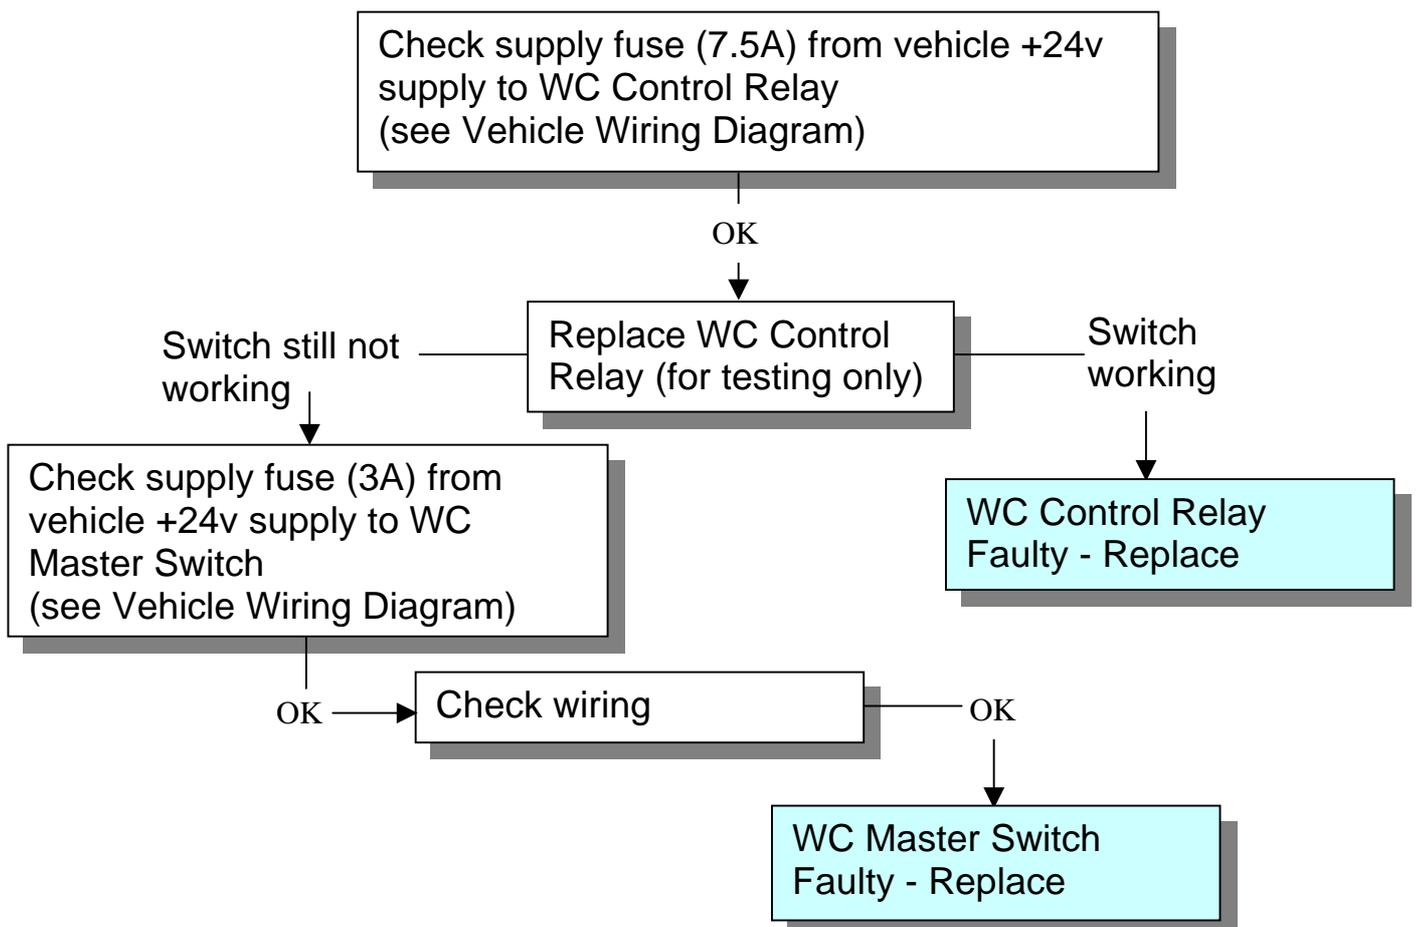 Check supply fuse (7.5A) from vehicle +24v
supply to WC Control Relay
(see Vehicle Wiring Diagram)
OK
Switch still not
working
Replace WC Control
Relay (for testing only)
Switch
working
Check supply fuse (3A) from
vehicle +24v supply to WC
Master Switch
(see Vehicle Wiring Diagram)
WC Control Relay
Faulty - Replace
OK
Check wiring
OK
WC Master Switch
Faulty - Replace